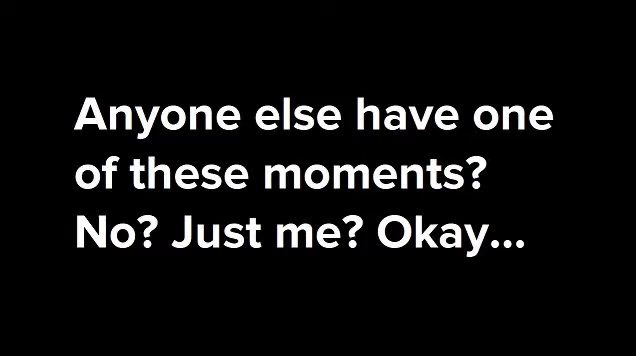 Anyone else have one
of these moments?
No? Just me? Okay...